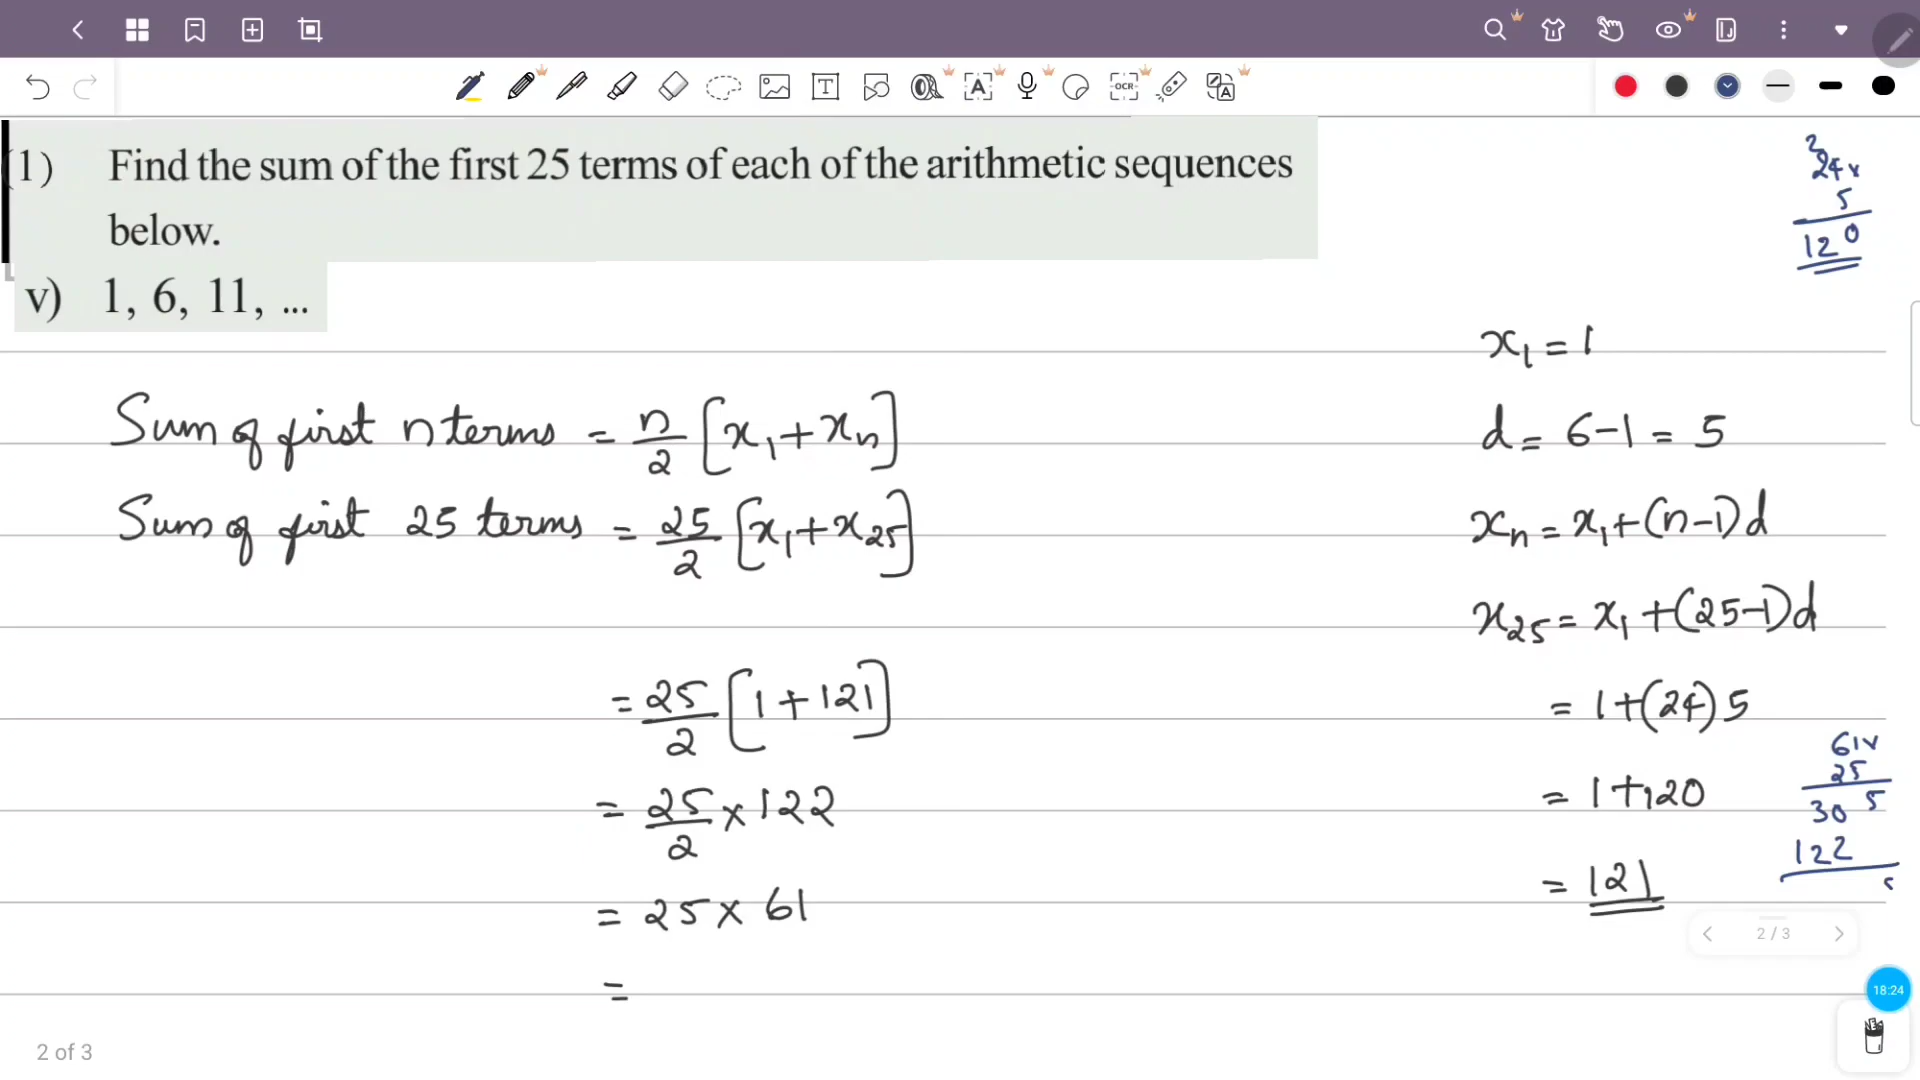 OCR
(1) Find the sum of the first 25 terms of each of the arithmetic sequences
below.
v) 1, 6, 11, ...
Sum of first n terms = n/2 [x₁+xₙ]
Sum of first 25 terms = 25/2 [x₁+x₂₅]
= 25/2 [1+121]
= 25/2 × 122
= 25 × 61
=
2
24×
5
120
x₁ = 1
d = 6-1 = 5
xₙ = x₁+(n-1)d
x₂₅ = x₁+(25-1)d
= 1+(24)5
= 1+120
= 121
61×
25
305
122
5
2 / 3
18:24
2 of 3